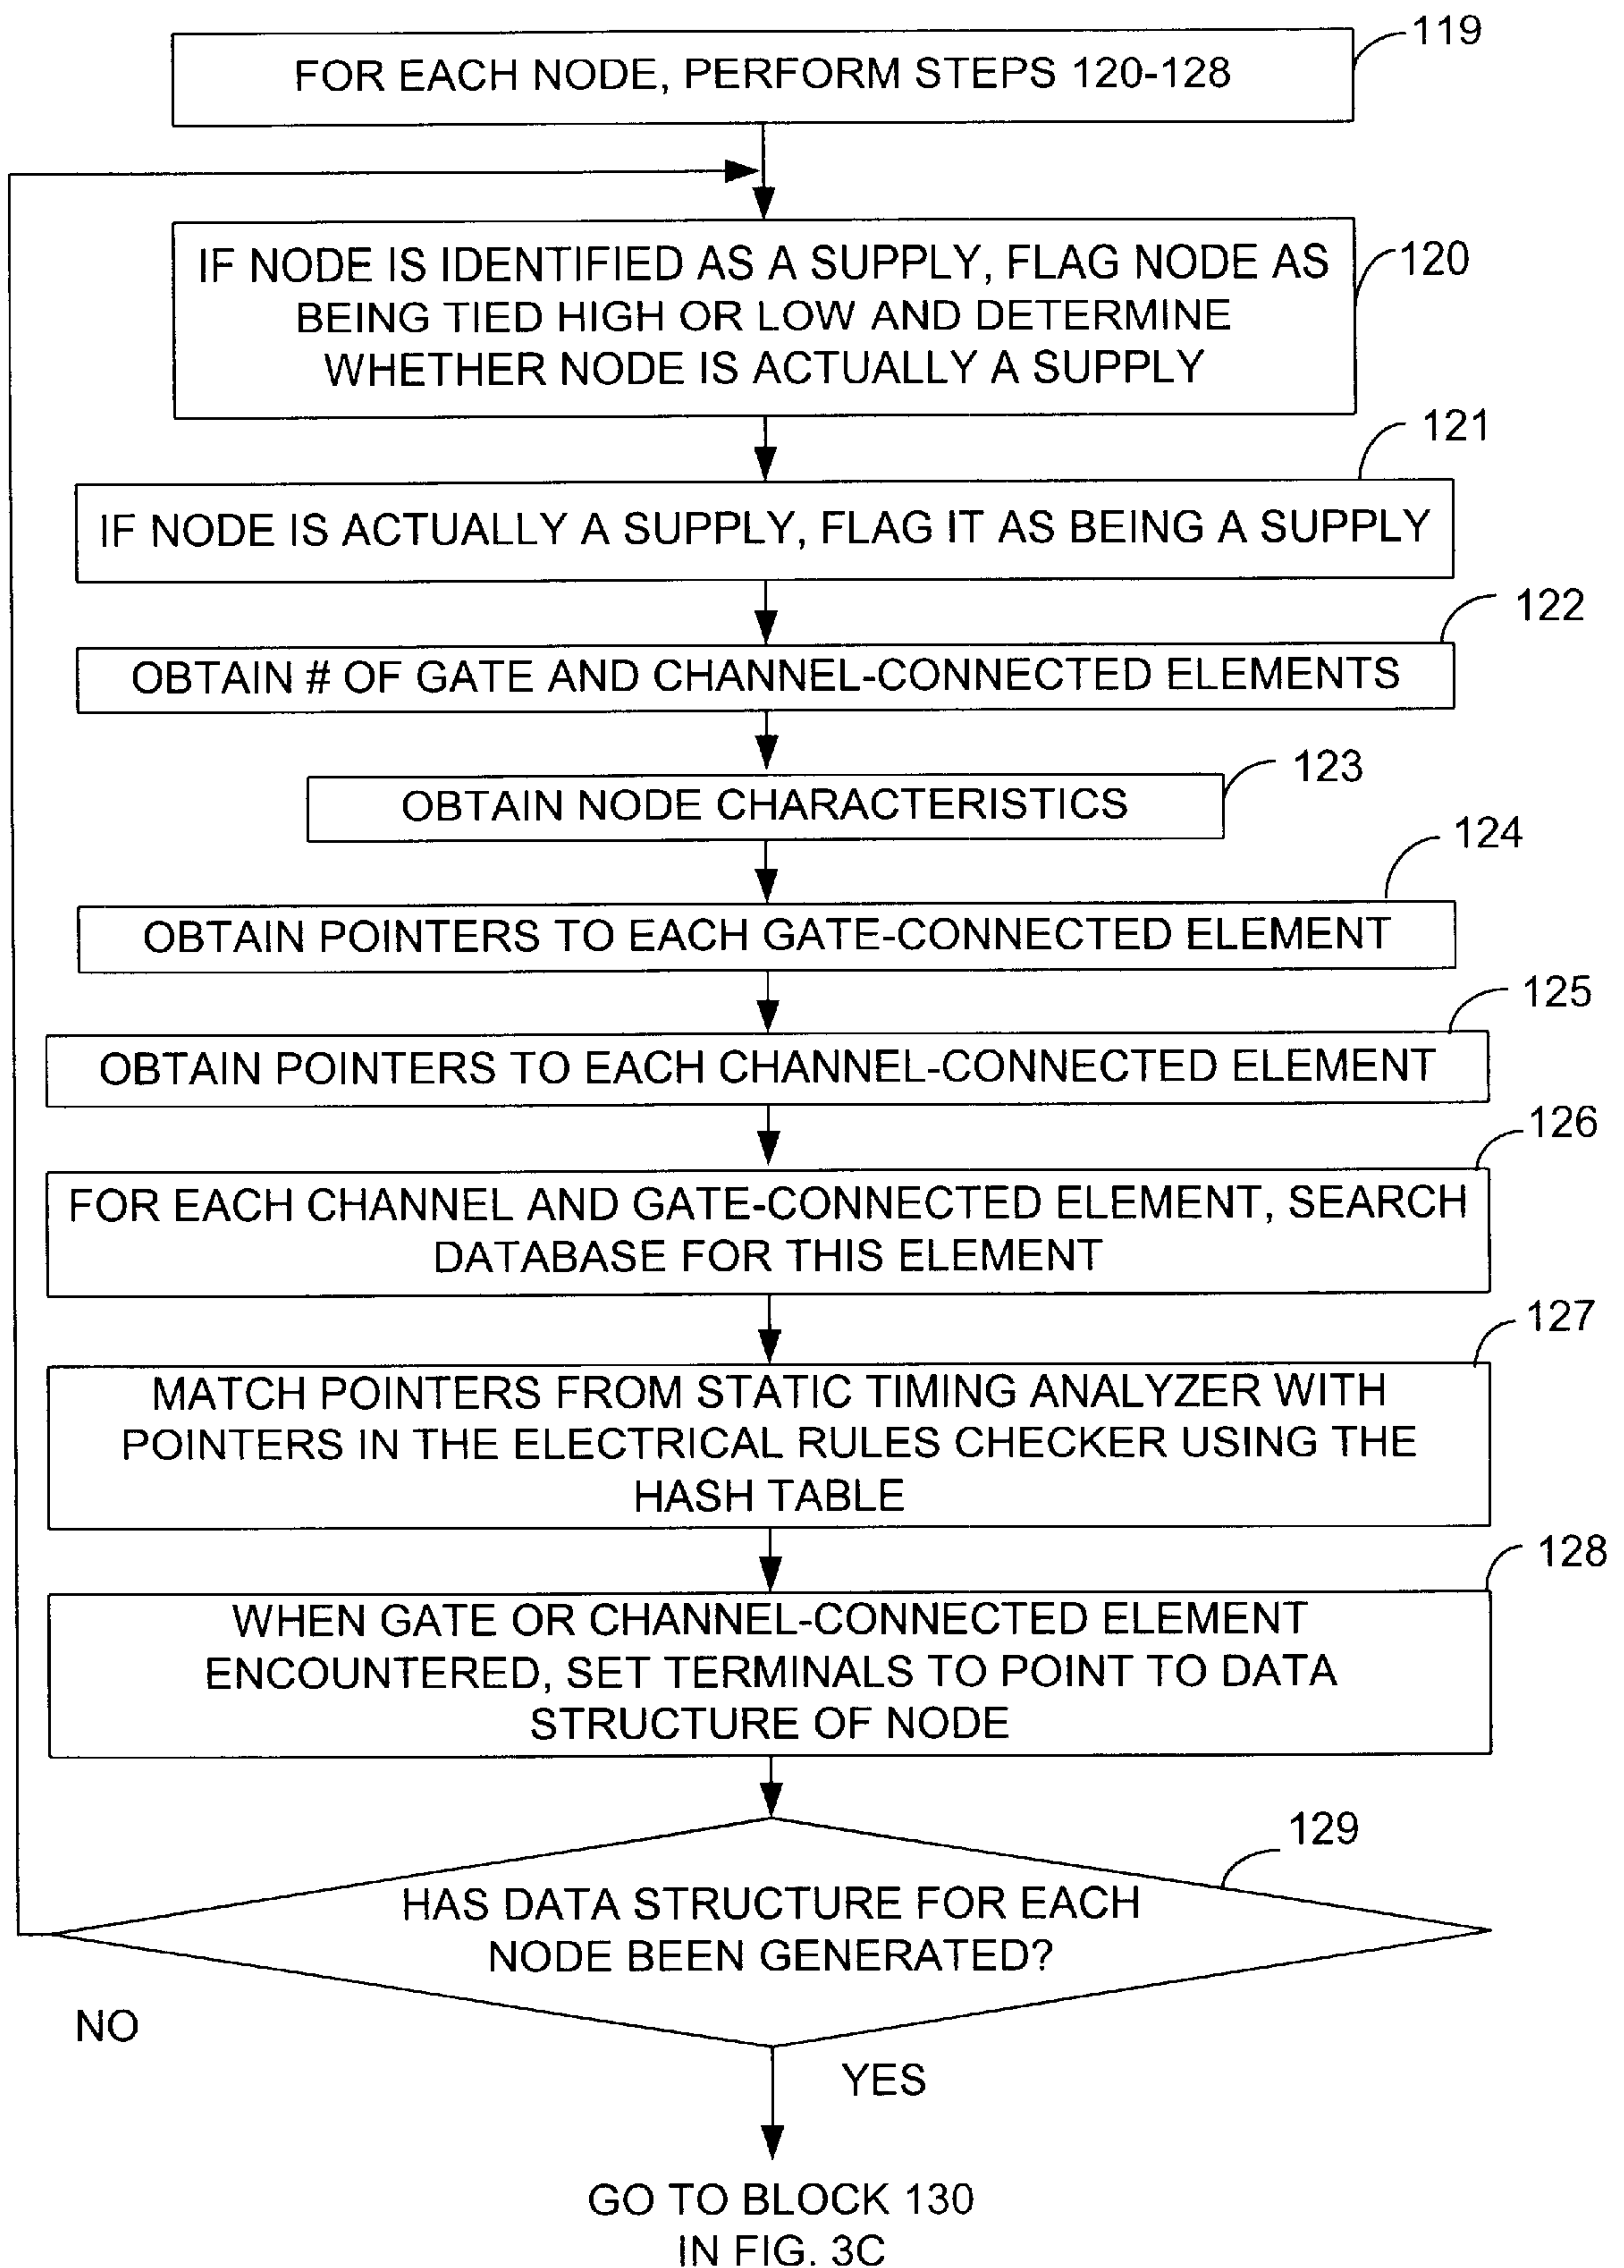 119
FOR EACH NODE, PERFORM STEPS 120-128
IF NODE IS IDENTIFIED AS A SUPPLY, FLAG NODE AS
BEING TIED HIGH OR LOW AND DETERMINE
WHETHER NODE IS ACTUALLY A SUPPLY
120
121
IF NODE IS ACTUALLY A SUPPLY, FLAG IT AS BEING A SUPPLY
122
OBTAIN # OF GATE AND CHANNEL-CONNECTED ELEMENTS
123
OBTAIN NODE CHARACTERISTICS
124
OBTAIN POINTERS TO EACH GATE-CONNECTED ELEMENT
125
OBTAIN POINTERS TO EACH CHANNEL-CONNECTED ELEMENT
126
FOR EACH CHANNEL AND GATE-CONNECTED ELEMENT, SEARCH
DATABASE FOR THIS ELEMENT
127
MATCH POINTERS FROM STATIC TIMING ANALYZER WITH
POINTERS IN THE ELECTRICAL RULES CHECKER USING THE
HASH TABLE
128
WHEN GATE OR CHANNEL-CONNECTED ELEMENT
ENCOUNTERED, SET TERMINALS TO POINT TO DATA
STRUCTURE OF NODE
129
HAS DATA STRUCTURE FOR EACH
NODE BEEN GENERATED?
NO
YES
GO TO BLOCK 130
IN FIG. 3C